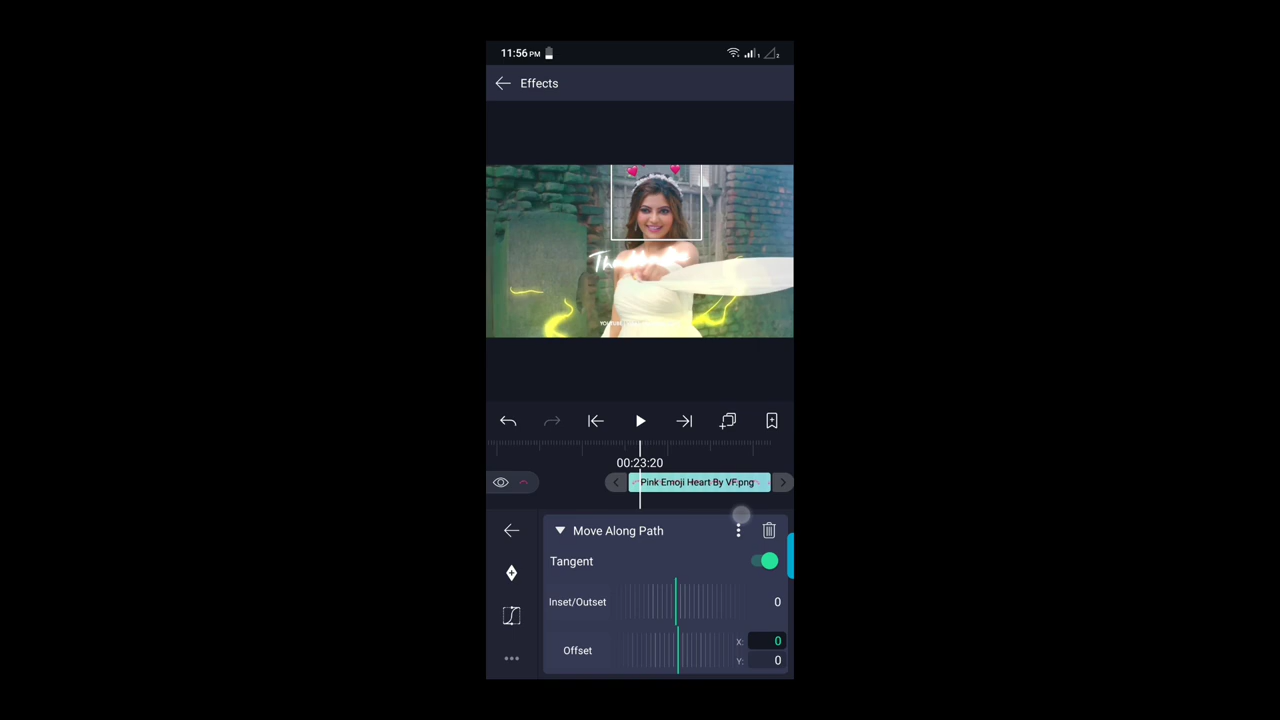 11:56 PM
Effects
00:23:20
Pink Emoji Heart By VF.png
Move Along Path
Tangent
Inset/Outset 0
Offset X: 0
Y: 0